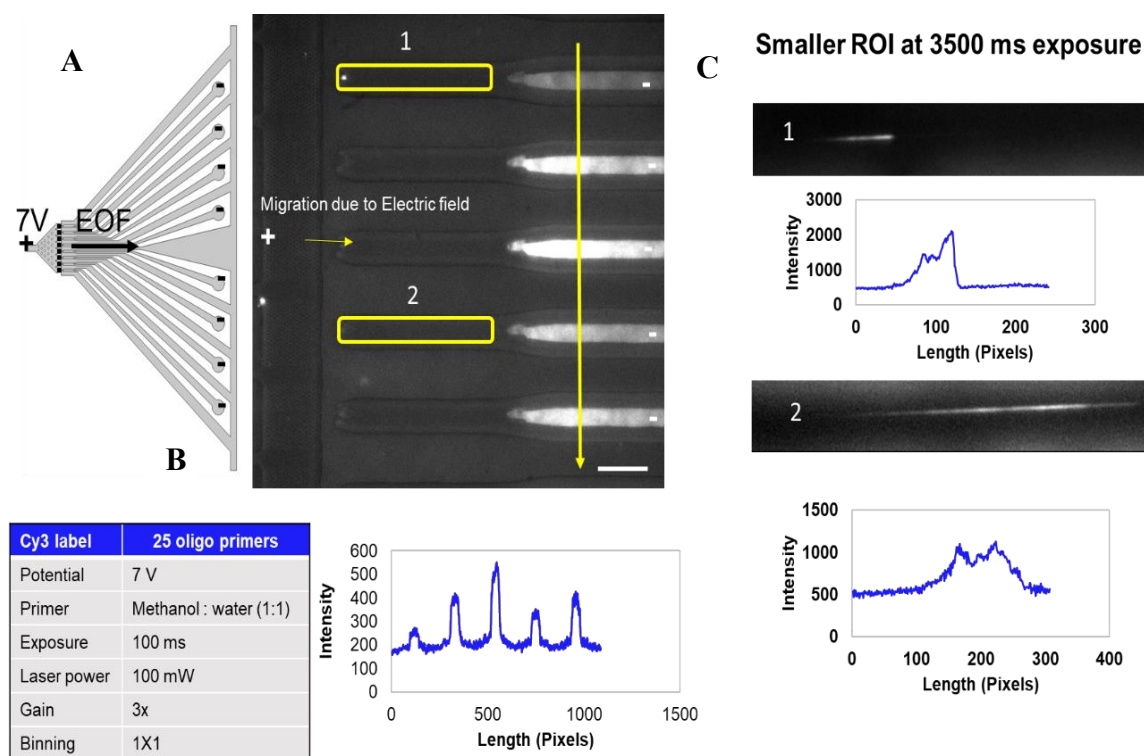 A
7V
+
EOF
B
1
Migration due to Electric field
+
2
C
Smaller ROI at 3500 ms exposure
1
3000
2000
1000
0
Intensity
0 100 200 300
Length (Pixels)
2
1500
1000
500
0
Intensity
0 100 200 300 400
Length (Pixels)
Cy3 label 25 oligo primers
Potential 7 V
Primer Methanol : water (1:1)
Exposure 100 ms
Laser power 100 mW
Gain 3x
Binning 1X1
600
500
400
300
200
100
0
Intensity
0 500 1000 1500
Length (Pixels)